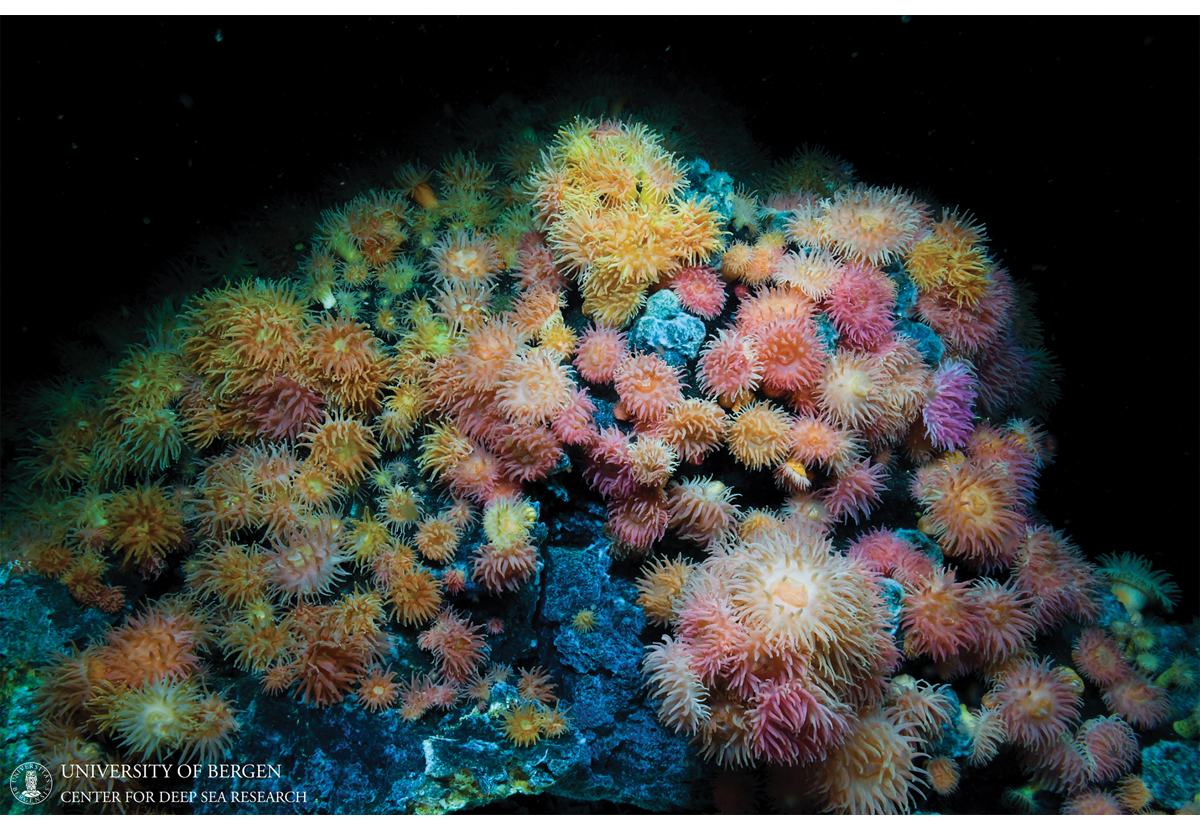 UNIVERSITY OF BERGEN
CENTER FOR DEEP SEA RESEARCH